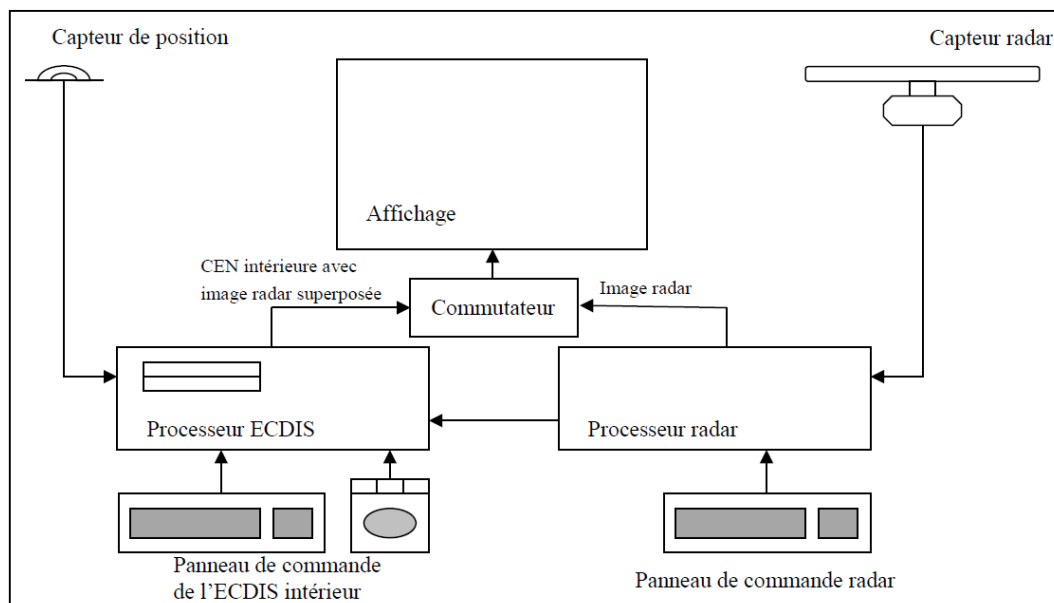 Capteur de position
Capteur radar
Affichage
CEN intérieure avec
image radar superposée
Commutateur
Image radar
Processeur ECDIS
Processeur radar
Panneau de commande
de l’ECDIS intérieur
Panneau de commande radar